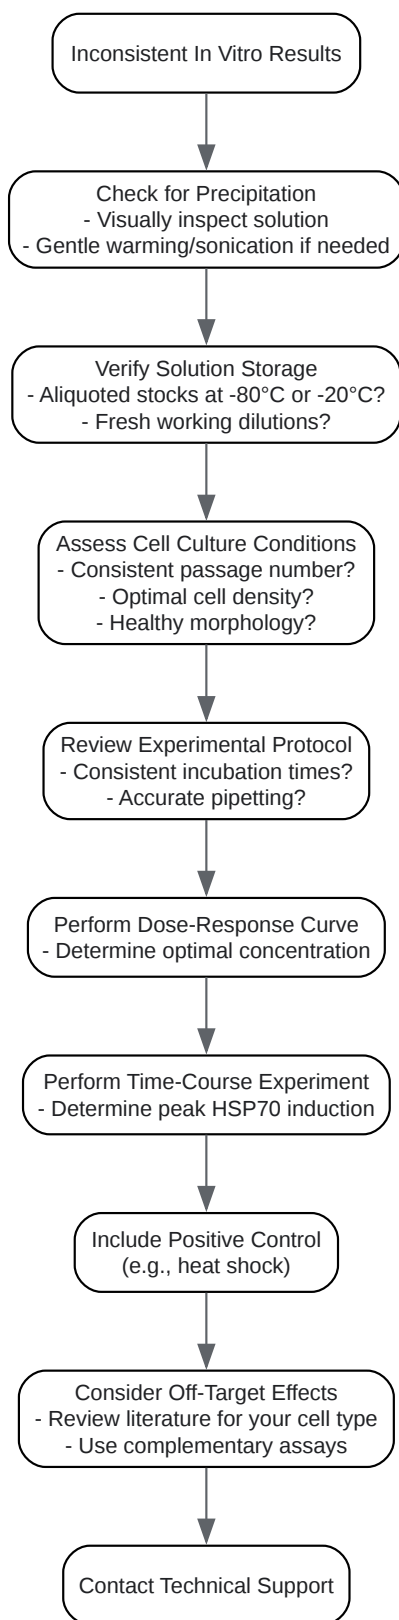 Inconsistent In Vitro Results
Check for Precipitation
- Visually inspect solution
- Gentle warming/sonication if needed
Verify Solution Storage
- Aliquoted stocks at -80°C or -20°C?
- Fresh working dilutions?
Assess Cell Culture Conditions
- Consistent passage number?
- Optimal cell density?
- Healthy morphology?
Review Experimental Protocol
- Consistent incubation times?
- Accurate pipetting?
Perform Dose-Response Curve
- Determine optimal concentration
Perform Time-Course Experiment
- Determine peak HSP70 induction
Include Positive Control
(e.g., heat shock)
Consider Off-Target Effects
- Review literature for your cell type
- Use complementary assays
Contact Technical Support